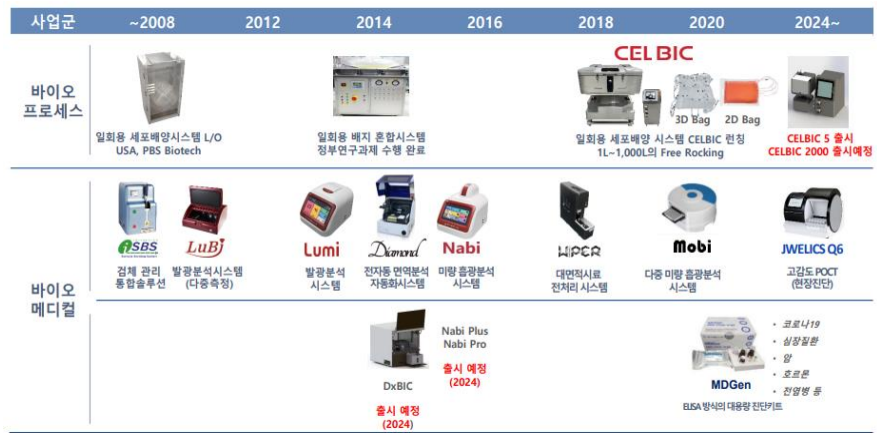 사업군 ~2008 2012 2014 2016 2018 2020 2024~
바이오
프로세스
일회용 세포배양시스템 L/O
USA, PBS Biotech
일회용 배지 혼합시스템
정부연구과제 수행 완료
CELBIC
3D Bag 2D Bag
일회용 세포배양 시스템 CELBIC 런칭
1L~1,000L의 Free Rocking
CELBIC 5 출시
CELBIC 2000 출시예정
바이오
메디컬
iSBS
검체 관리
통합솔루션
LuBi
발광분석시스템
(다중측정)
Lumi
발광분석
시스템
Diamond
전자동 면역분석
자동화시스템
Nabi
미량 흡광분석
시스템
WIPER
대면적시료
전처리 시스템
Mobi
다중 미량 흡광분석
시스템
JWELICS Q6
고감도 POCT
(현장진단)
DxBIC
출시 예정
(2024)
Nabi Plus
Nabi Pro
출시 예정
(2024)
MDGen
ELISA 방식의 대용량 진단키트
• 코로나19
• 심장질환
• 암
• 호르몬
• 전염병 등